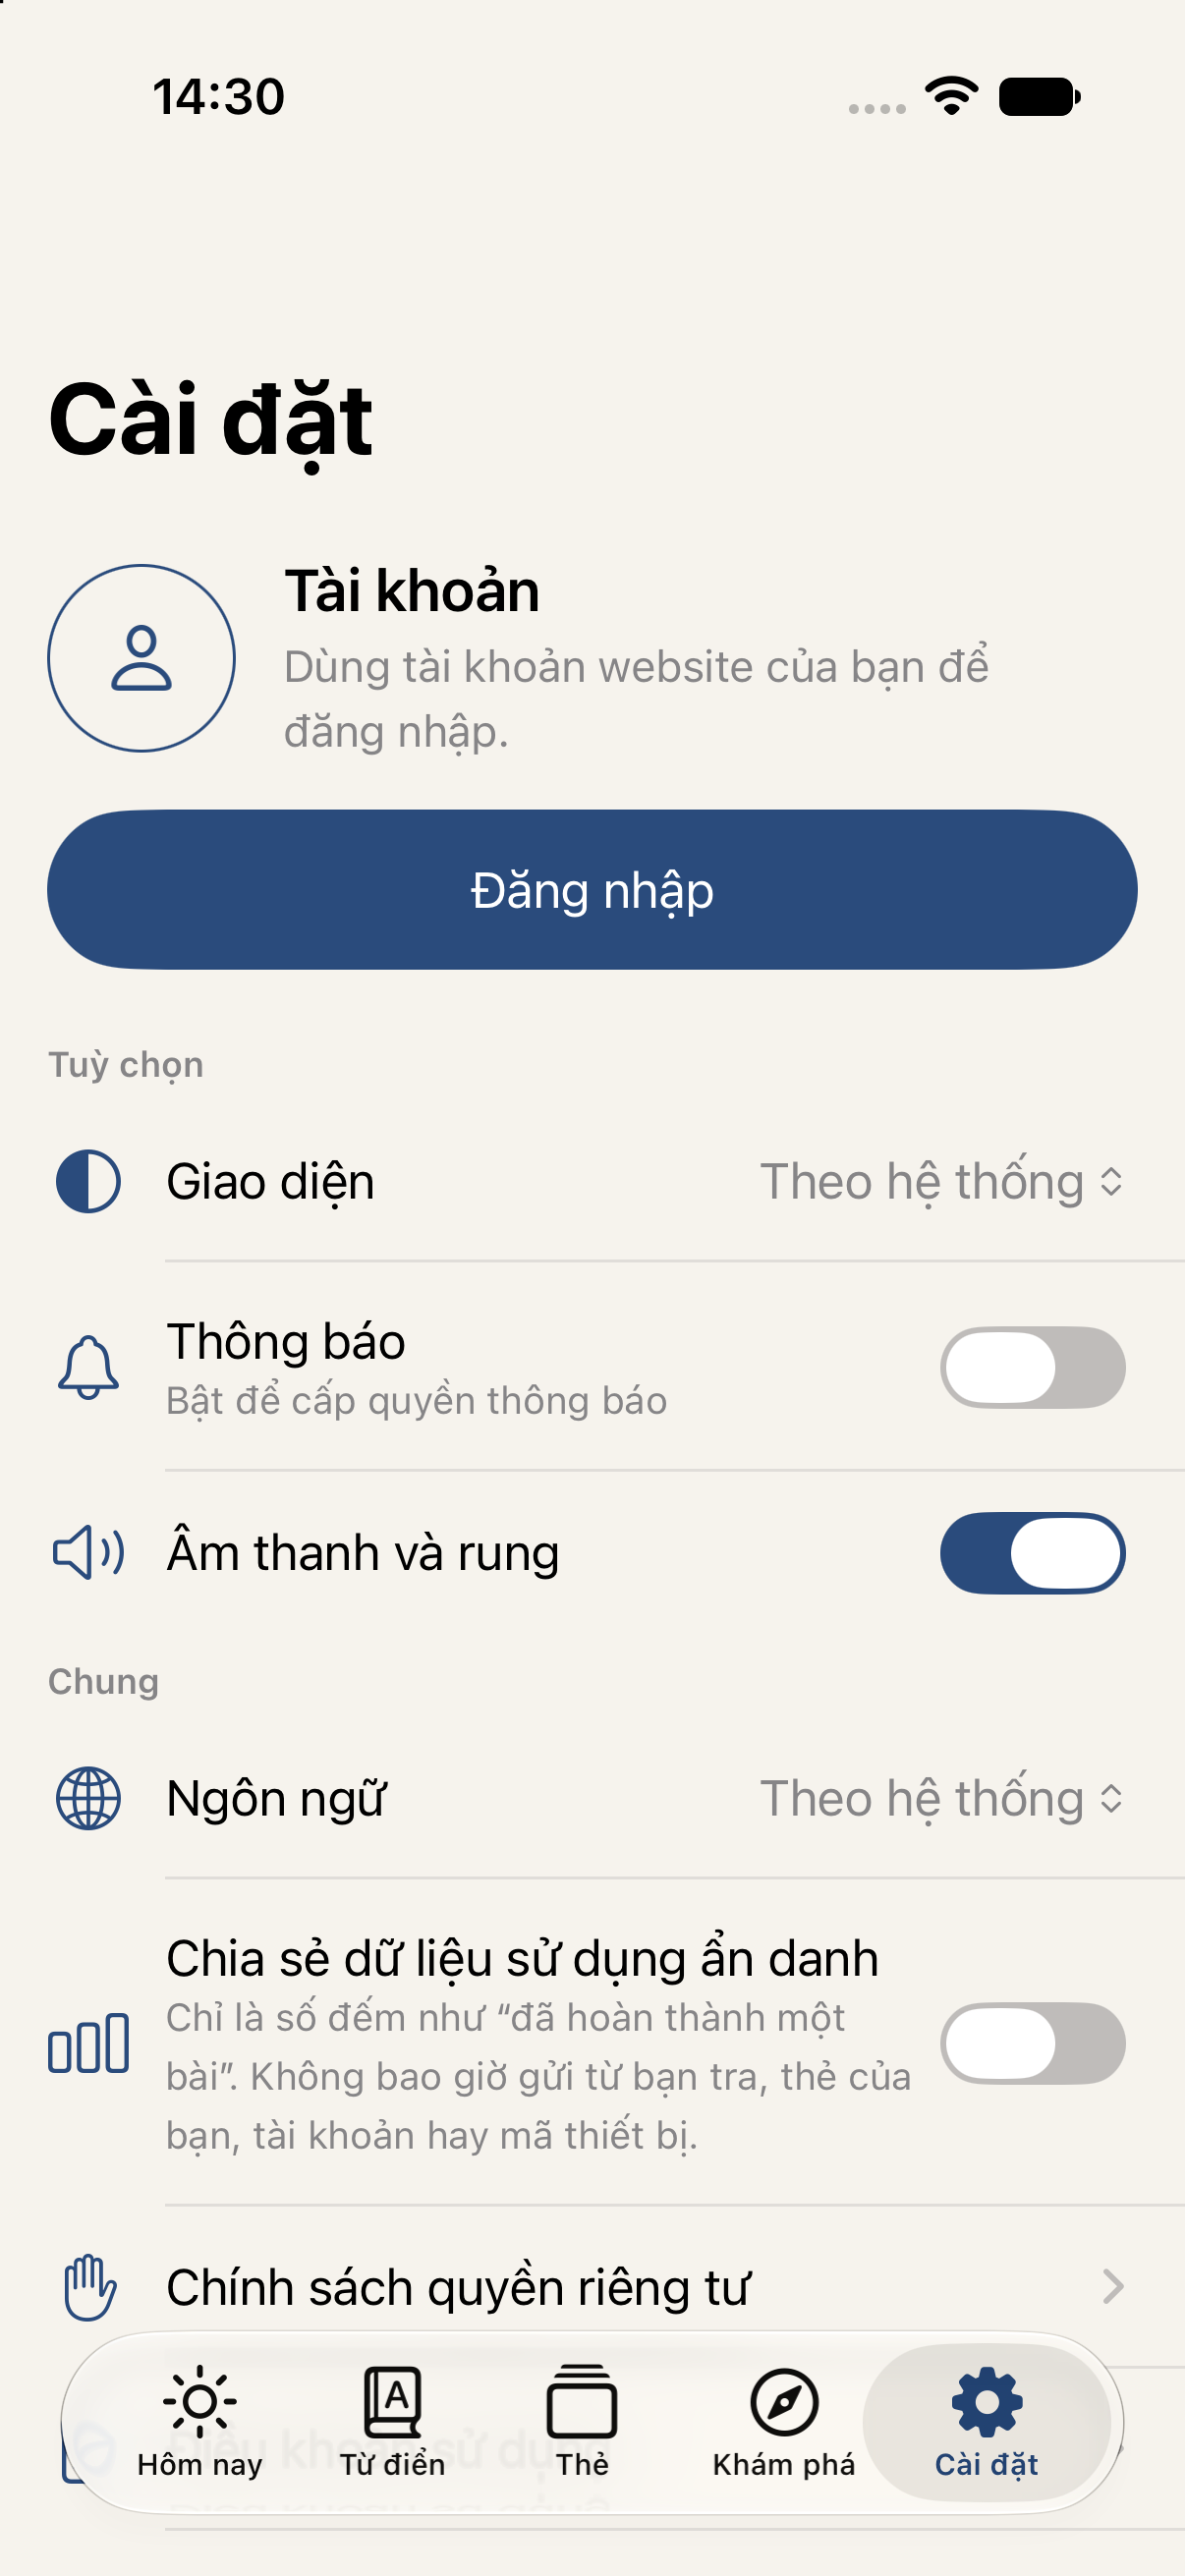 14:30
Cài đặt
Tài khoản
Dùng tài khoản website của bạn để
đăng nhập.
Đăng nhập
Tuỳ chọn
Giao diện Theo hệ thống
Thông báo
Bật để cấp quyền thông báo
Âm thanh và rung
Chung
Ngôn ngữ Theo hệ thống
Chia sẻ dữ liệu sử dụng ẩn danh
Chỉ là số đếm như “đã hoàn thành một
bài”. Không bao giờ gửi từ bạn tra, thẻ của
bạn, tài khoản hay mã thiết bị.
Chính sách quyền riêng tư
Điều khoản sử dụng
Hôm nay Từ điển Thẻ Khám phá Cài đặt